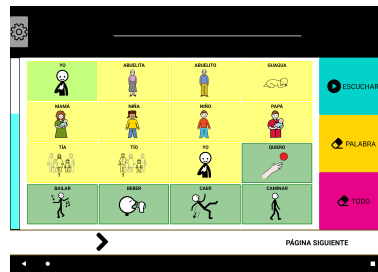 YO ABUELITA ABUELITO GUAGUA
ESCUCHAR
MAMÁ NIÑA NIÑO PAPÁ
PALABRA
TÍA TÍO YO QUIERO
BAILAR BEBER CAER CAMINAR
TODO
PÁGINA SIGUIENTE